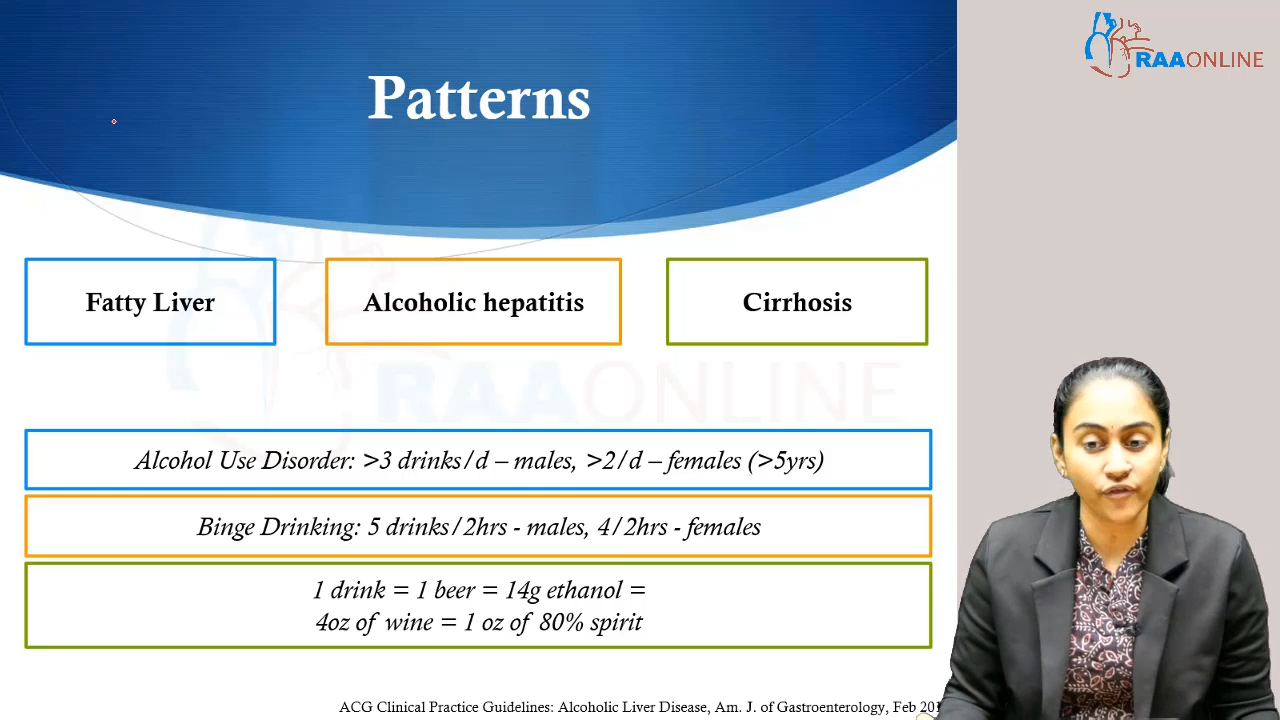 RAAONLINE
Patterns
Fatty Liver
Alcoholic hepatitis
Cirrhosis
RAAONLINE
Alcohol Use Disorder: >3 drinks/d – males, >2/d – females (>5yrs)
Binge Drinking: 5 drinks/2hrs - males, 4/2hrs - females
1 drink = 1 beer = 14g ethanol =
4oz of wine = 1 oz of 80% spirit
ACG Clinical Practice Guidelines: Alcoholic Liver Disease, Am. J. of Gastroenterology, Feb